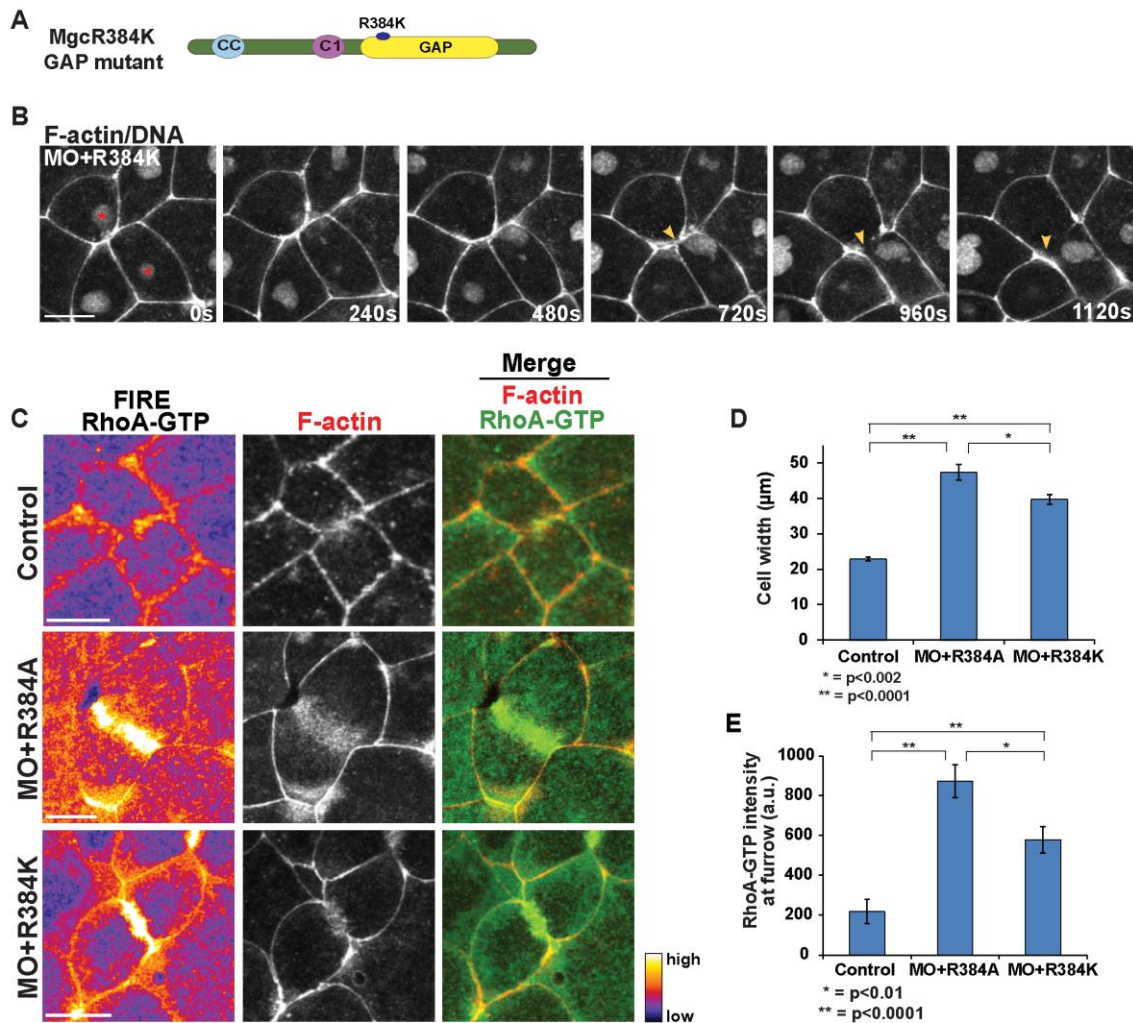 A
MgcR384K
GAP mutant
R384K
CC
C1
GAP
B
F-actin/DNA
MO+R384K
0s
240s
480s
720s
960s
1120s
C
FIRE
RhoA-GTP
F-actin
Merge
F-actin
RhoA-GTP
Control
MO+R384A
MO+R384K
high
low
D
Cell width (µm)
50
40
30
20
10
0
**
**
*
Control
MO+R384A
MO+R384K
* = p<0.002
** = p<0.0001
E
RhoA-GTP intensity
at furrow (a.u.)
1000
800
600
400
200
0
**
**
*
Control
MO+R384A
MO+R384K
* = p<0.01
** = p<0.0001